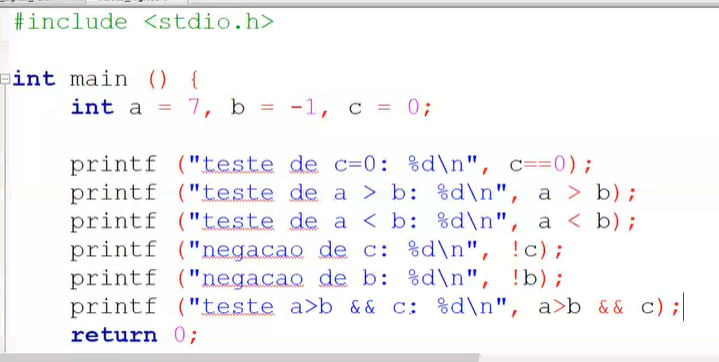 #include <stdio.h>
int main () {
int a = 7, b = -1, c = 0;
printf ("teste de c=0: %d\n", c==0);
printf ("teste de a > b: %d\n", a > b);
printf ("teste de a < b: %d\n", a < b);
printf ("negacao de c: %d\n", !c);
printf ("negacao de b: %d\n", !b);
printf ("teste a>b && c: %d\n", a>b && c);
return 0;